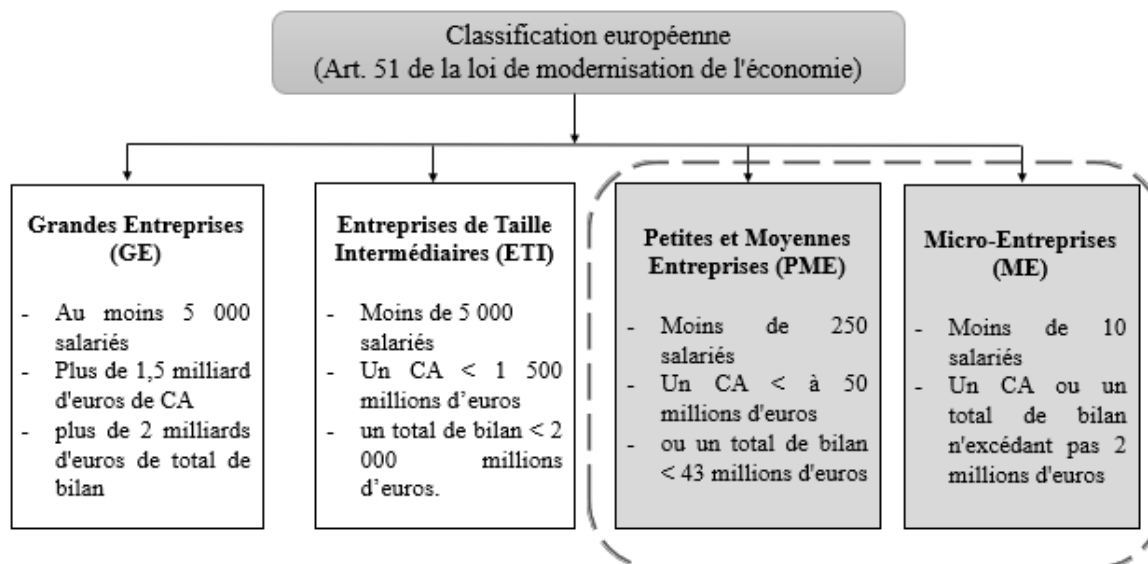 Classification européenne
(Art. 51 de la loi de modernisation de l'économie)
Grandes Entreprises
(GE)
- Au moins 5 000
salariés
- Plus de 1,5 milliard
d'euros de CA
- plus de 2 milliards
d'euros de total de
bilan
Entreprises de Taille
Intermédiaires (ETI)
- Moins de 5 000
salariés
- Un CA < 1 500
millions d’euros
- un total de bilan < 2
000 millions
d’euros.
Petites et Moyennes
Entreprises (PME)
- Moins de 250
salariés
- Un CA < à 50
millions d'euros
- ou un total de bilan
< 43 millions d'euros
Micro-Entreprises
(ME)
- Moins de 10
salariés
- Un CA ou un
total de bilan
n'excédant pas 2
millions d'euros